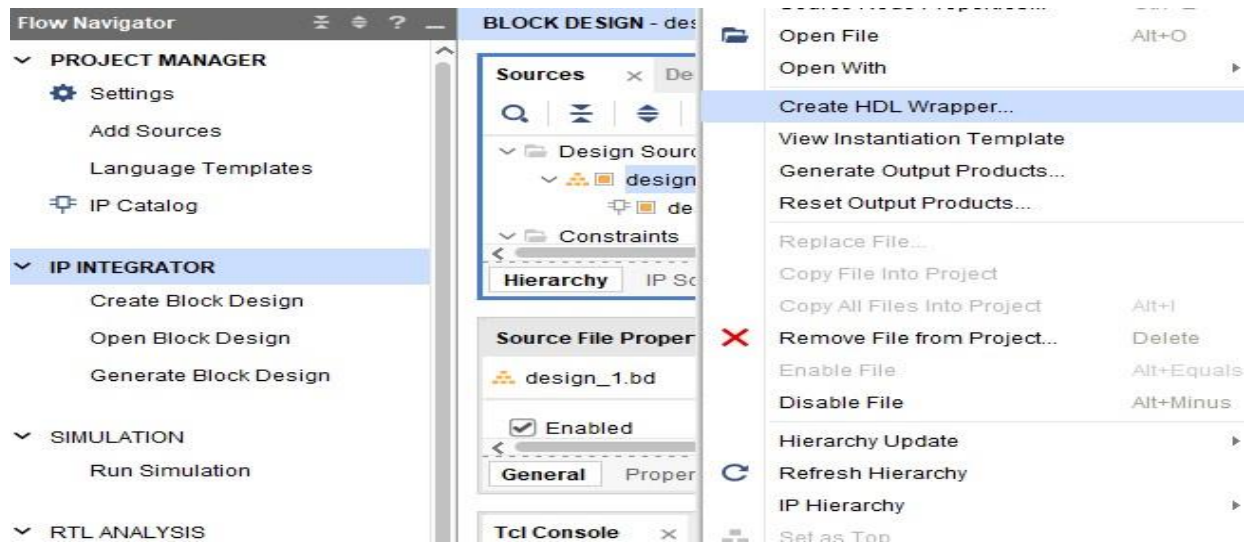 Flow Navigator ?
PROJECT MANAGER
Settings
Add Sources
Language Templates
IP Catalog
IP INTEGRATOR
Create Block Design
Open Block Design
Generate Block Design
SIMULATION
Run Simulation
RTL ANALYSIS
BLOCK DESIGN - des
Sources × De
Design Sourc
design
de
Constraints
Hierarchy IP So
Source File Proper
design_1.bd
Enabled
General Proper
Tcl Console ×
Open File Alt+O
Open With
Create HDL Wrapper...
View Instantiation Template
Generate Output Products...
Reset Output Products...
Replace File...
Copy File Into Project
Copy All Files Into Project Alt+I
Remove File from Project... Delete
Enable File Alt+Equals
Disable File Alt+Minus
Hierarchy Update
Refresh Hierarchy
IP Hierarchy
Set as Top